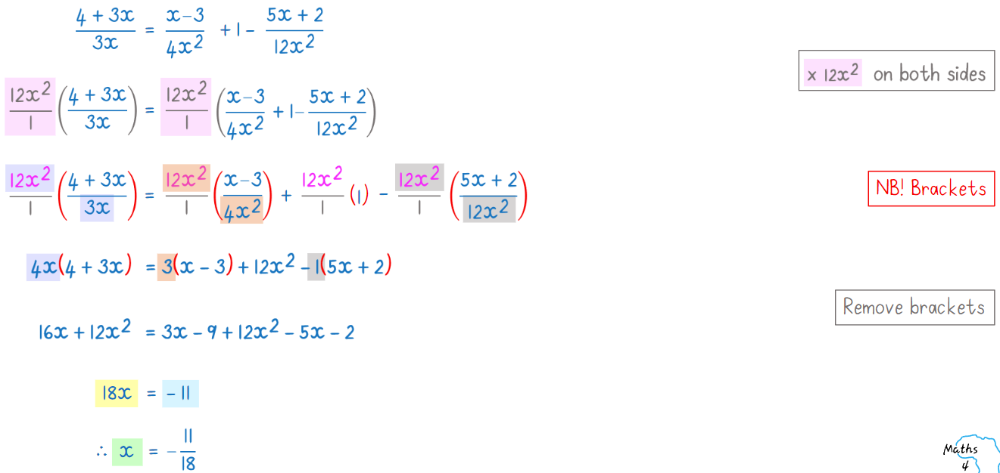 (4 + 3x)/(3x) = (x−3)/(4x²) + 1 − (5x + 2)/(12x²)
x 12x² on both sides
12x²/1 ((4 + 3x)/(3x)) = 12x²/1 ((x−3)/(4x²) + 1 − (5x + 2)/(12x²))
12x²/1 ((4 + 3x)/(3x)) = 12x²/1 ((x−3)/(4x²)) + 12x²/1 (1) − 12x²/1 ((5x + 2)/(12x²))
NB! Brackets
4x(4 + 3x) = 3(x − 3) + 12x² − 1(5x + 2)
Remove brackets
16x + 12x² = 3x − 9 + 12x² − 5x − 2
18x = − 11
∴ x = − 11/18
Maths
4